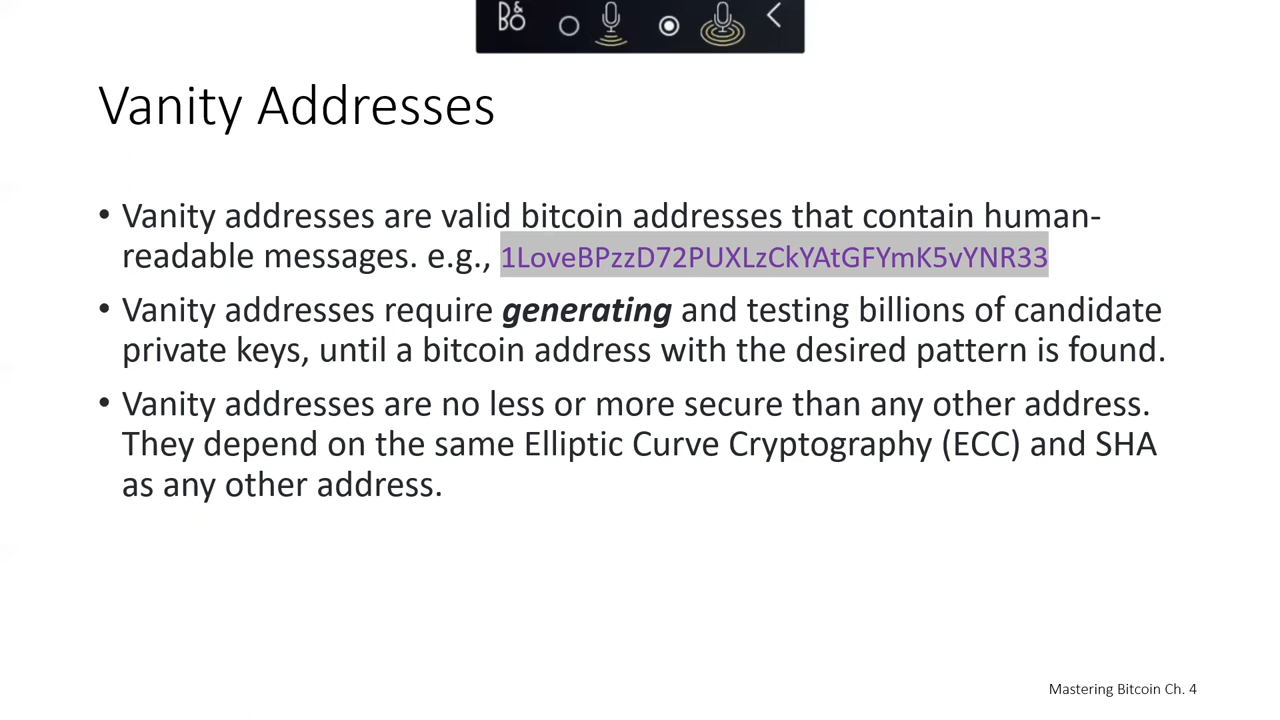 B&O
Vanity Addresses
• Vanity addresses are valid bitcoin addresses that contain human-
readable messages. e.g., 1LoveBPzzD72PUXLzCkYAtGFYmK5vYNR33
• Vanity addresses require generating and testing billions of candidate
private keys, until a bitcoin address with the desired pattern is found.
• Vanity addresses are no less or more secure than any other address.
They depend on the same Elliptic Curve Cryptography (ECC) and SHA
as any other address.
Mastering Bitcoin Ch. 4